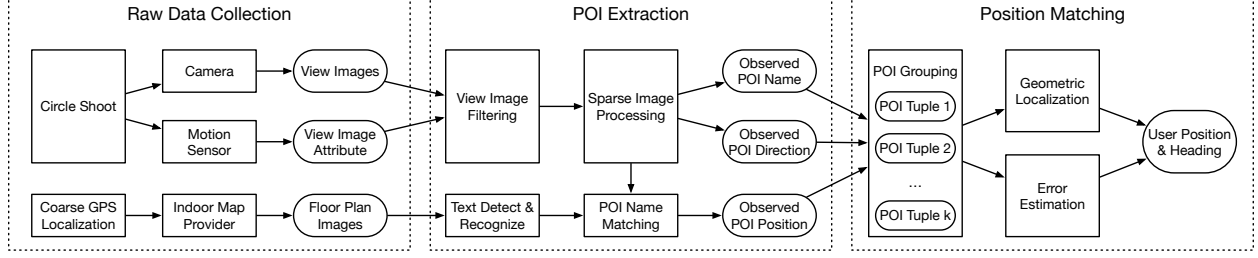 Raw Data Collection
Circle Shoot
Camera
View Images
Motion
Sensor
View Image
Attribute
Coarse GPS
Localization
Indoor Map
Provider
Floor Plan
Images
POI Extraction
View Image
Filtering
Sparse Image
Processing
Observed
POI Name
Observed
POI Direction
Text Detect &
Recognize
POI Name
Matching
Observed
POI Position
Position Matching
POI Grouping
POI Tuple 1
POI Tuple 2
...
POI Tuple k
Geometric
Localization
Error
Estimation
User Position
& Heading